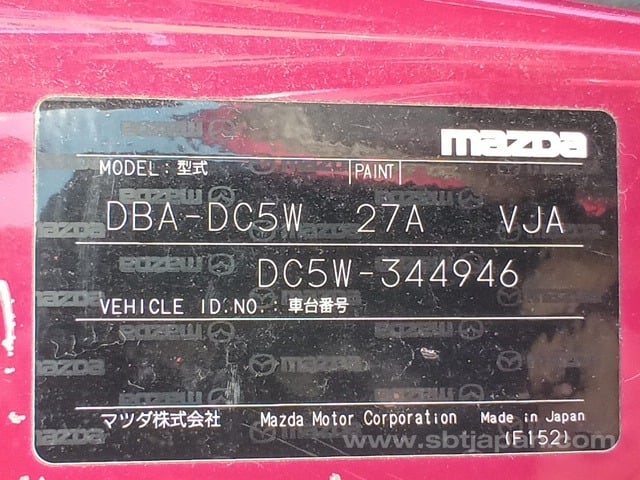 mazda
MODEL：型式 PAINT
DBA-DC5W 27A VJA
DC5W-344946
VEHICLE ID.NO.：車台番号
マツダ株式会社 Mazda Motor Corporation Made in Japan
(F152)
www.sbtjapan.com